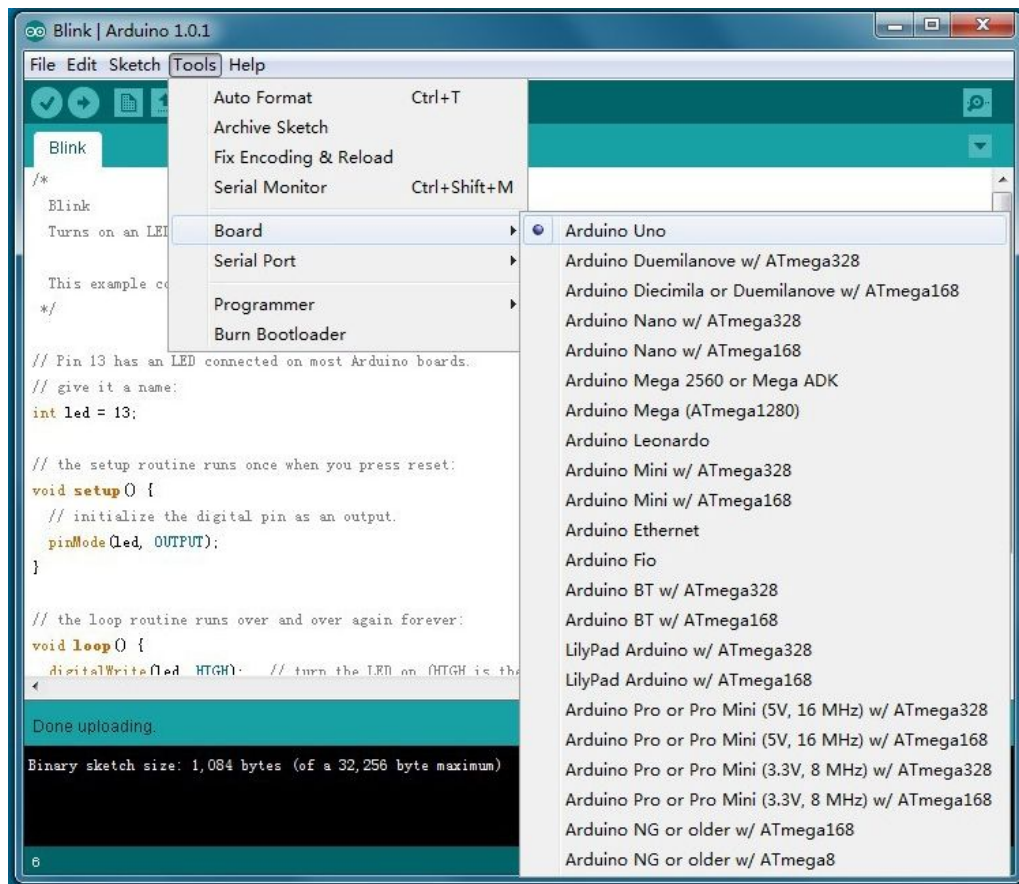 Blink | Arduino 1.0.1
File Edit Sketch Tools Help
Auto Format Ctrl+T
Archive Sketch
Fix Encoding & Reload
Serial Monitor Ctrl+Shift+M
Board
Serial Port
Programmer
Burn Bootloader
Arduino Uno
Arduino Duemilanove w/ ATmega328
Arduino Diecimila or Duemilanove w/ ATmega168
Arduino Nano w/ ATmega328
Arduino Nano w/ ATmega168
Arduino Mega 2560 or Mega ADK
Arduino Mega (ATmega1280)
Arduino Leonardo
Arduino Mini w/ ATmega328
Arduino Mini w/ ATmega168
Arduino Ethernet
Arduino Fio
Arduino BT w/ ATmega328
Arduino BT w/ ATmega168
LilyPad Arduino w/ ATmega328
LilyPad Arduino w/ ATmega168
Arduino Pro or Pro Mini (5V, 16 MHz) w/ ATmega328
Arduino Pro or Pro Mini (5V, 16 MHz) w/ ATmega168
Arduino Pro or Pro Mini (3.3V, 8 MHz) w/ ATmega328
Arduino Pro or Pro Mini (3.3V, 8 MHz) w/ ATmega168
Arduino NG or older w/ ATmega168
Arduino NG or older w/ ATmega8
Blink
/*
Blink
Turns on an LED
This example co
*/
// Pin 13 has an LED connected on most Arduino boards.
// give it a name:
int led = 13;
// the setup routine runs once when you press reset:
void setup() {
// initialize the digital pin as an output.
pinMode(led, OUTPUT);
}
// the loop routine runs over and over again forever:
void loop() {
digitalWrite(led, HIGH); // turn the LED on (HIGH is the
Done uploading.
Binary sketch size: 1,084 bytes (of a 32,256 byte maximum)
6